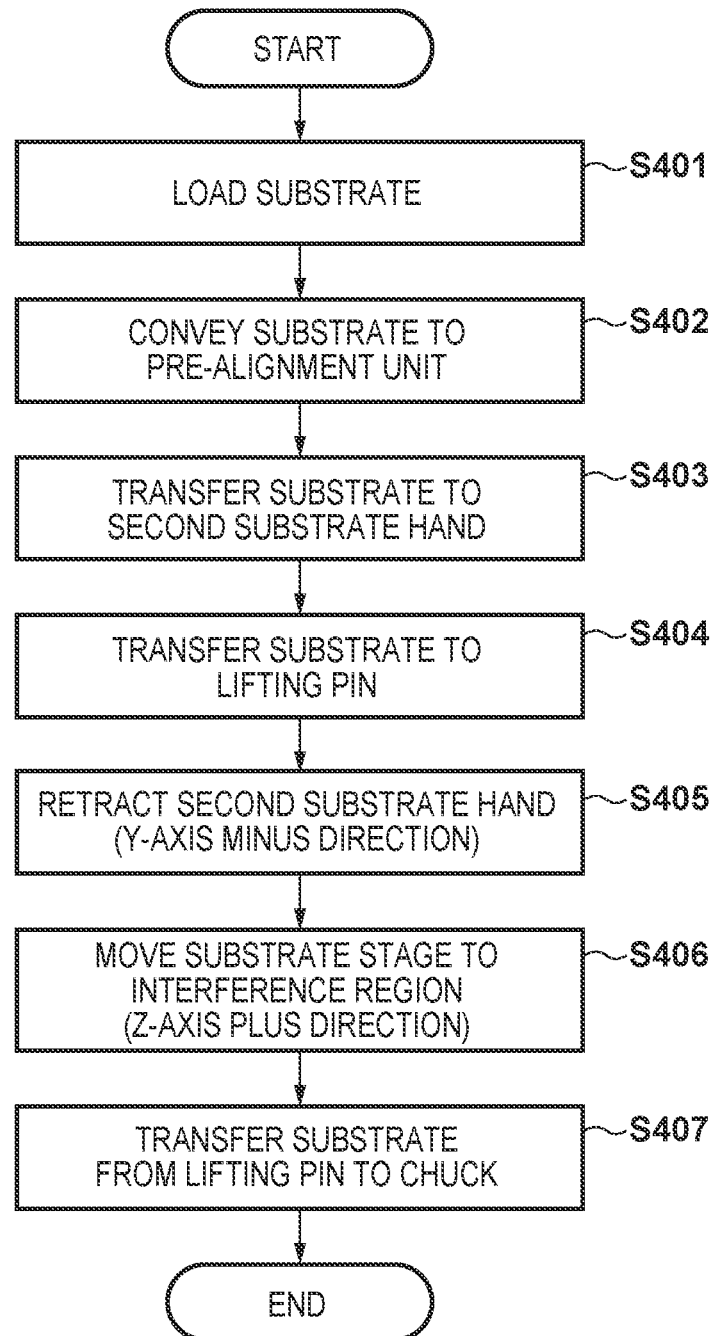 START
LOAD SUBSTRATE
S401
CONVEY SUBSTRATE TO
PRE-ALIGNMENT UNIT
S402
TRANSFER SUBSTRATE TO
SECOND SUBSTRATE HAND
S403
TRANSFER SUBSTRATE TO
LIFTING PIN
S404
RETRACT SECOND SUBSTRATE HAND
(Y-AXIS MINUS DIRECTION)
S405
MOVE SUBSTRATE STAGE TO
INTERFERENCE REGION
(Z-AXIS PLUS DIRECTION)
S406
TRANSFER SUBSTRATE
FROM LIFTING PIN TO CHUCK
S407
END